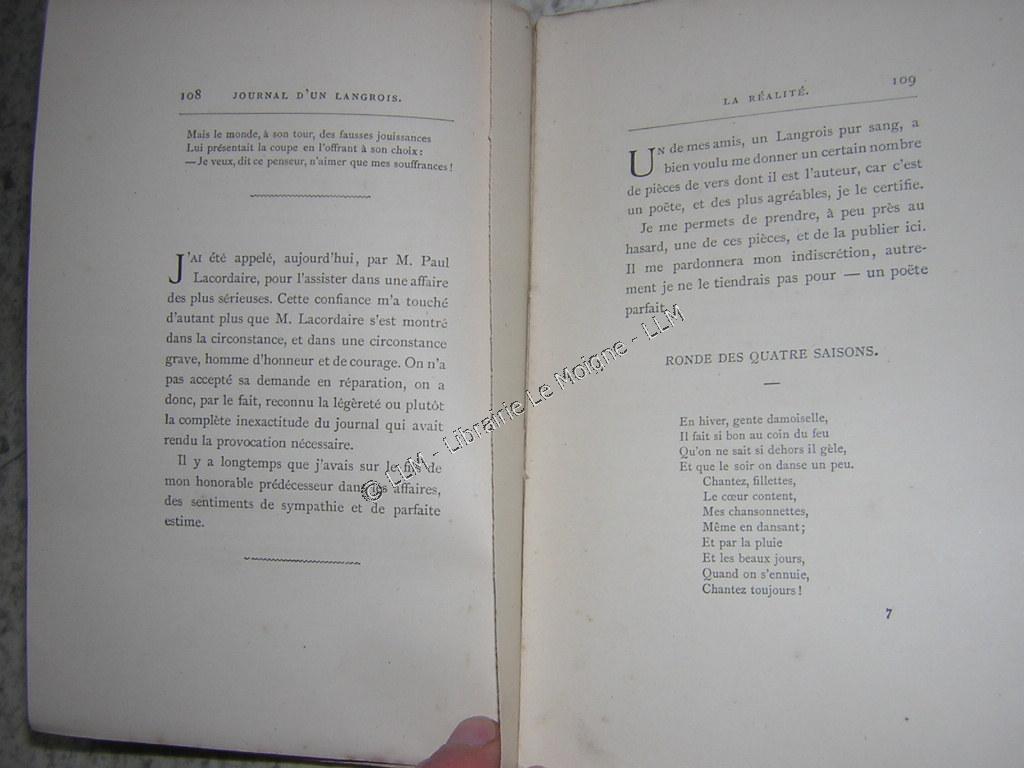 108 JOURNAL D'UN LANGROIS.
Mais le monde, à son tour, des fausses jouissances
Lui présentait la coupe en l'offrant à son choix:
—Je veux, dit ce penseur, n'aimer que mes souffrances!
J'AI été appelé, aujourd'hui, par M. Paul
Lacordaire, pour l'assister dans une affaire
des plus sérieuses. Cette confiance m'a touché
d'autant plus que M. Lacordaire s'est montré
dans la circonstance, et dans une circonstance
grave, homme d'honneur et de courage. On n'a
pas accepté sa demande en réparation, on a
donc, par le fait, reconnu la légèreté ou plutôt
la complète inexactitude du journal qui avait
rendu la provocation nécessaire.
Il y a longtemps que j'avais sur le fils de
mon honorable prédécesseur dans les affaires,
des sentiments de sympathie et de parfaite
estime.
LA RÉALITÉ. 109
UN de mes amis, un Langrois pur sang, a
bien voulu me donner un certain nombre
de pièces de vers dont il est l'auteur, car c'est
un poëte, et des plus agréables, je le certifie.
Je me permets de prendre, à peu près au
hasard, une de ces pièces, et de la publier ici.
Il me pardonnera mon indiscrétion, autre-
ment je ne le tiendrais pas pour — un poëte
parfait.
RONDE DES QUATRE SAISONS.
En hiver, gente damoiselle,
Il fait si bon au coin du feu
Qu'on ne sait si dehors il gèle,
Et que le soir on danse un peu.
Chantez, fillettes,
Le cœur content,
Mes chansonnettes,
Même en dansant;
Et par la pluie
Et les beaux jours,
Quand on s'ennuie,
Chantez toujours!
7
© LLM - Librairie Le Moigne - LLM